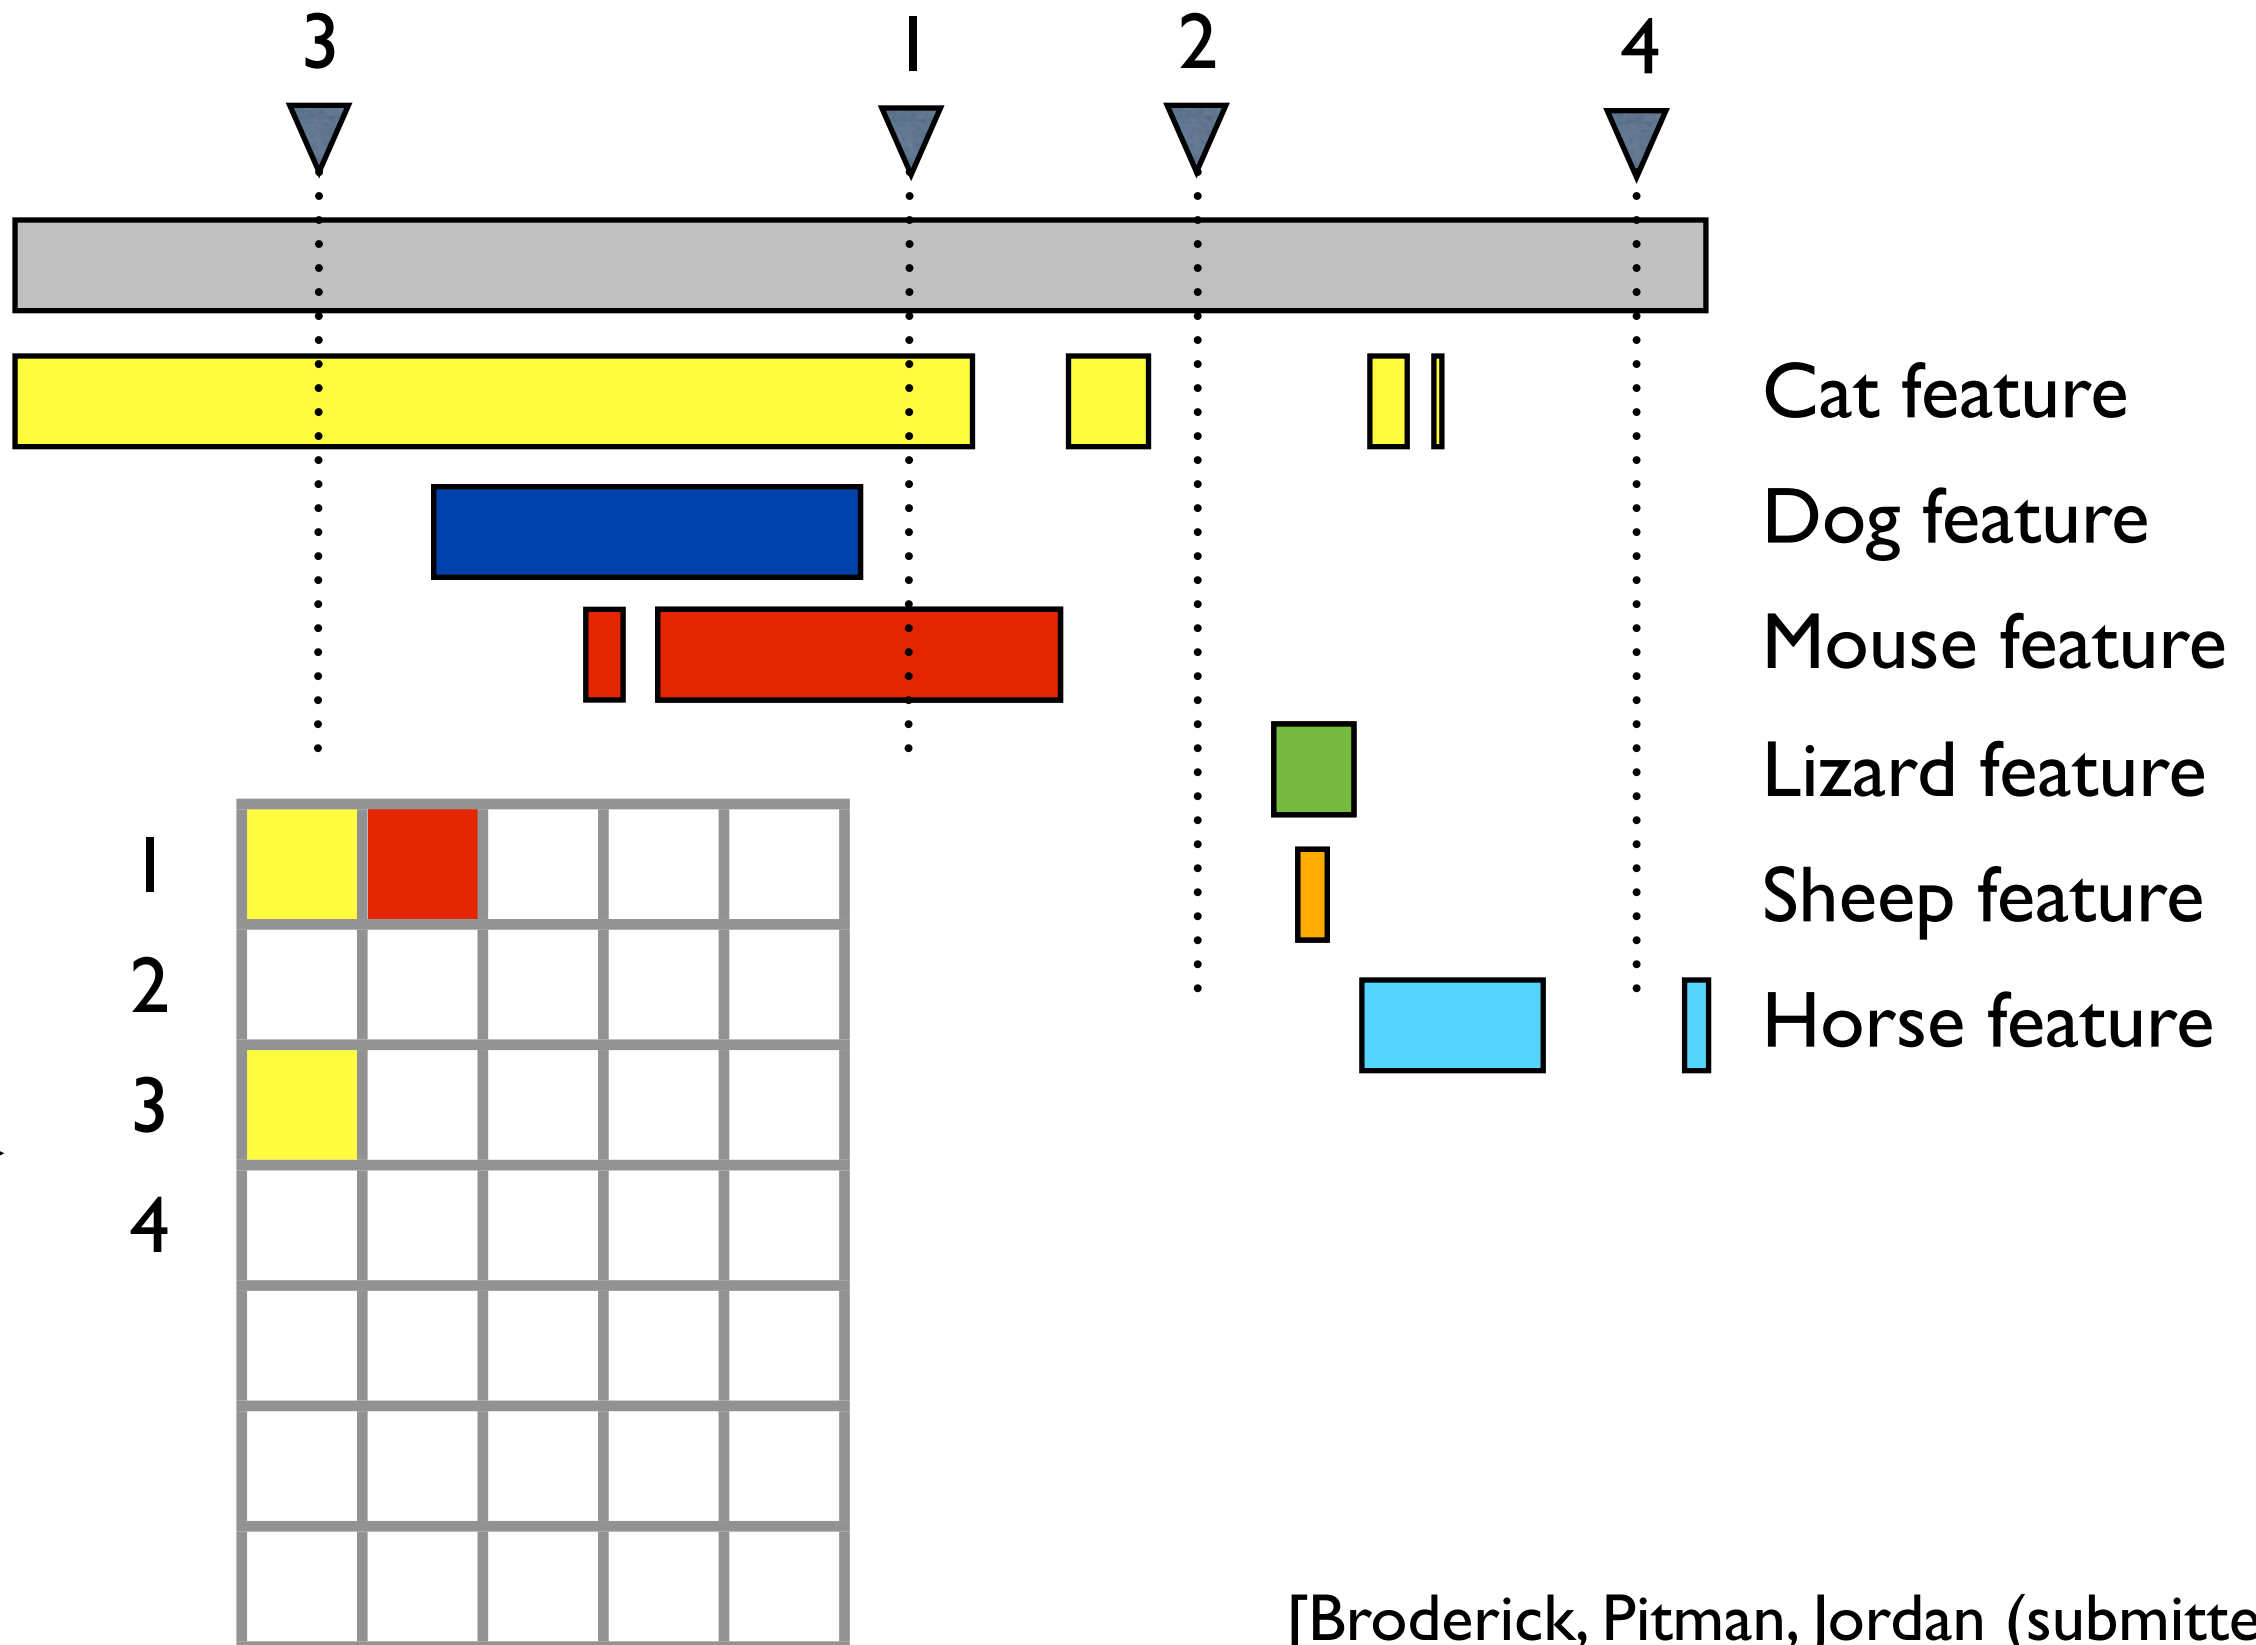 3 1 2 4
Cat feature
Dog feature
Mouse feature
Lizard feature
Sheep feature
Horse feature
1
2
3
4
[Broderick, Pitman, Jordan (submitte